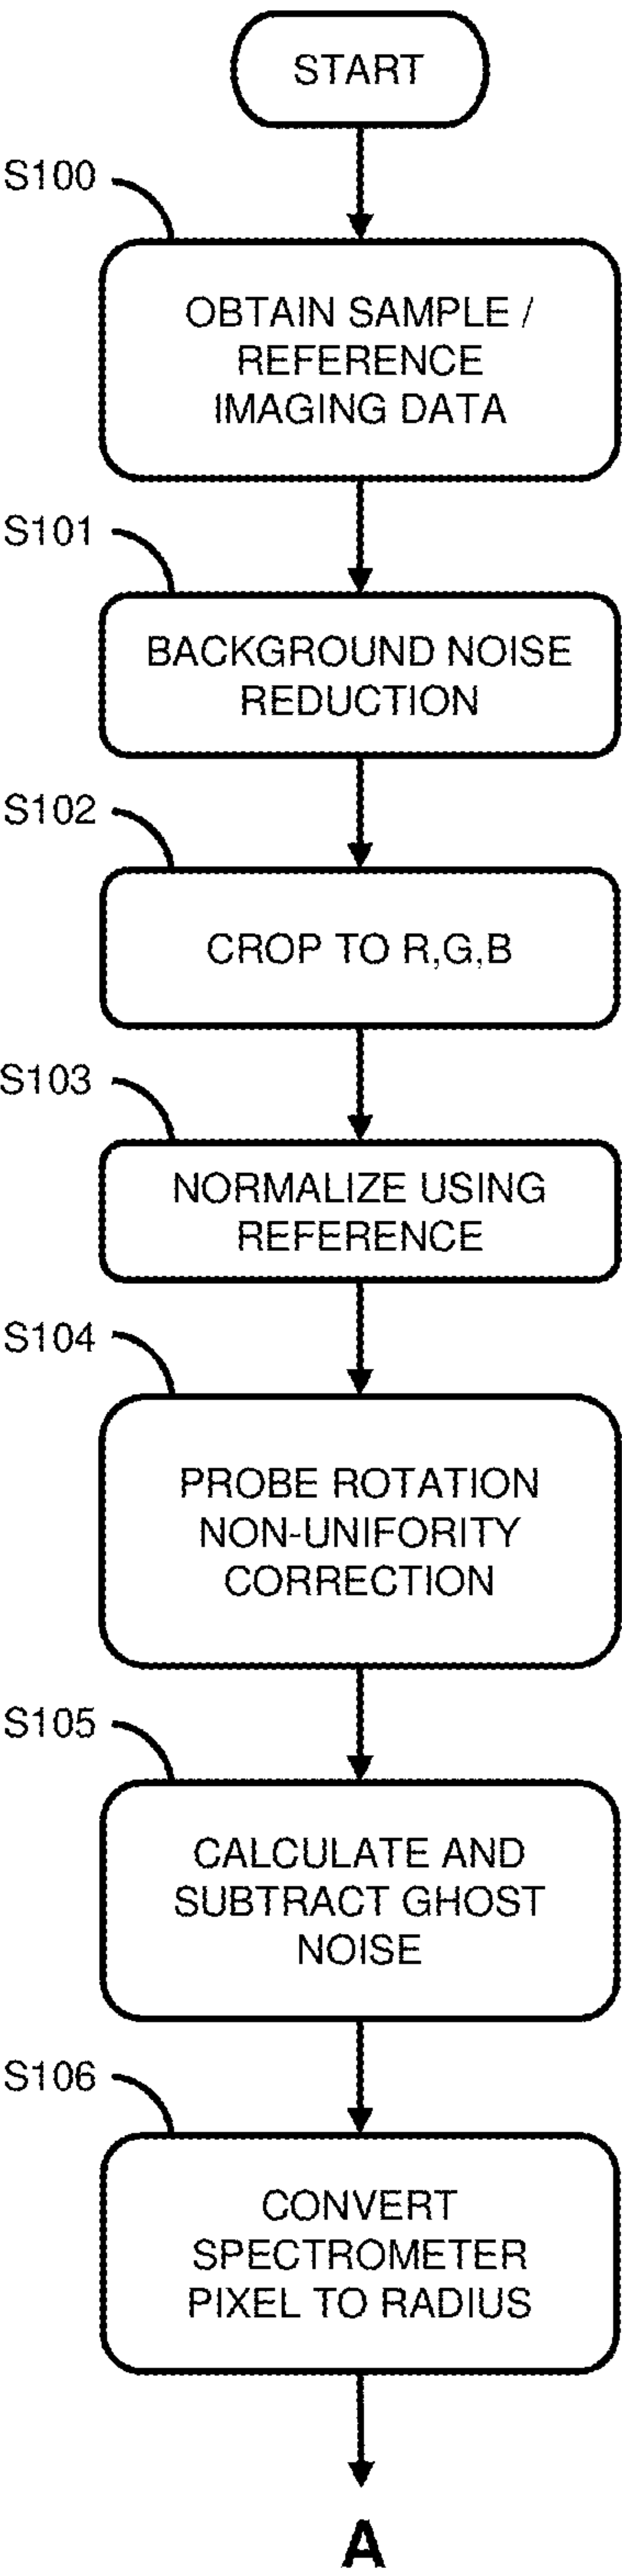 START
S100
OBTAIN SAMPLE /
REFERENCE
IMAGING DATA
S101
BACKGROUND NOISE
REDUCTION
S102
CROP TO R,G,B
S103
NORMALIZE USING
REFERENCE
S104
PROBE ROTATION
NON-UNIFORITY
CORRECTION
S105
CALCULATE AND
SUBTRACT GHOST
NOISE
S106
CONVERT
SPECTROMETER
PIXEL TO RADIUS
A